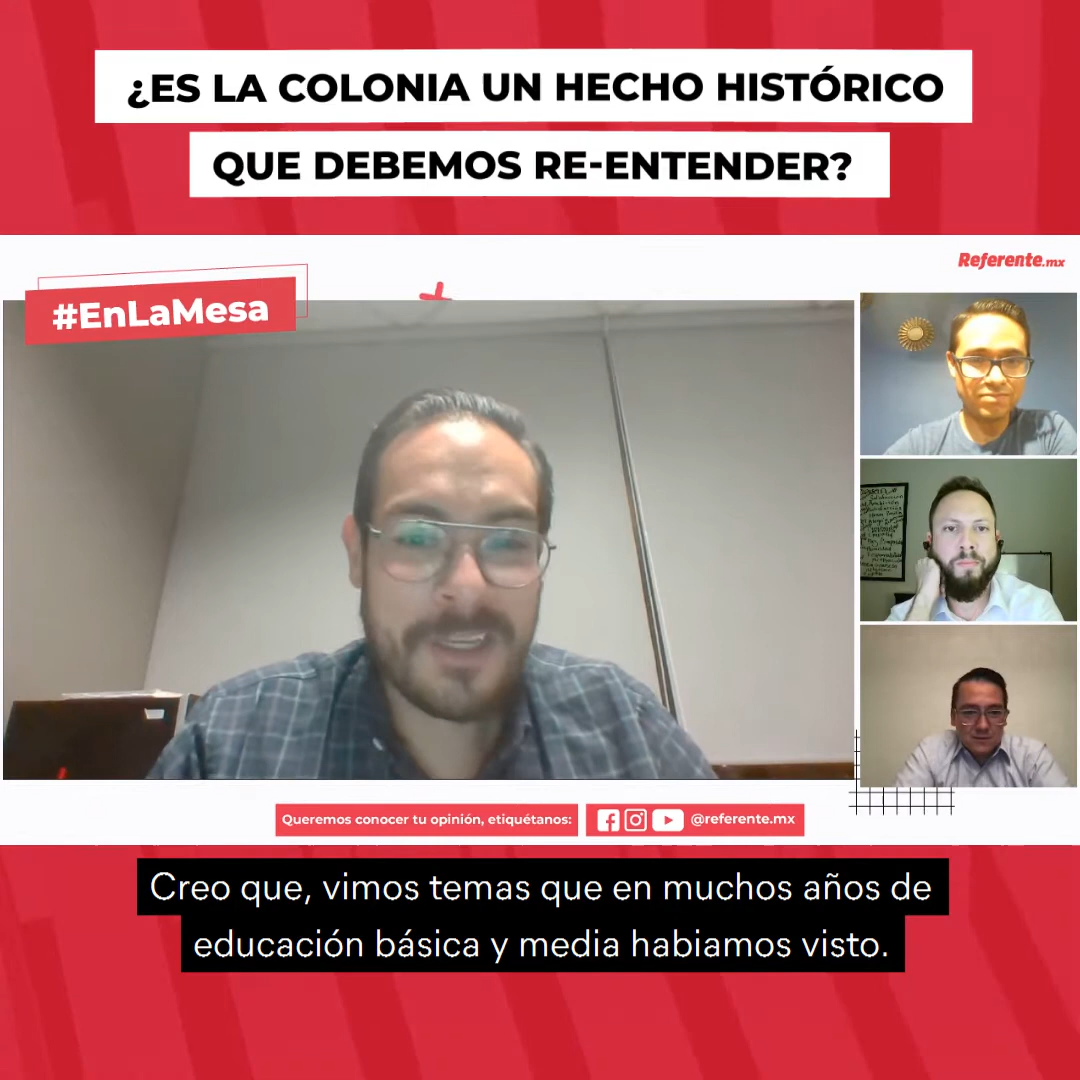 ¿ES LA COLONIA UN HECHO HISTÓRICO
QUE DEBEMOS RE-ENTENDER?
Referente.mx
#EnLaMesa
Queremos conocer tu opinión, etiquétanos:
@referente.mx
Creo que, vimos temas que en muchos años de
educación básica y media habiamos visto.